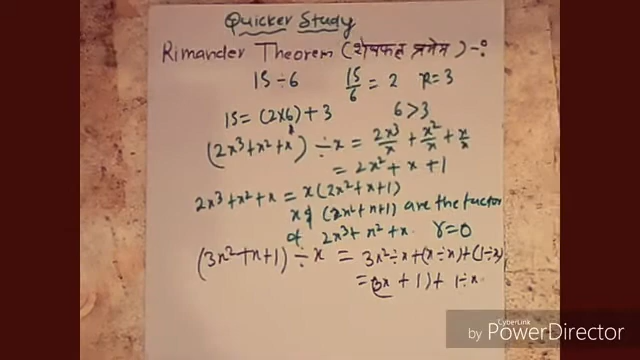 Quicker Study
Rimander Theorem (शेषफल प्रमेय) -:
15÷6 15/6 = 2 R=3
15 = (2×6) + 3 6>3
(2x³+x²+x) ÷x = 2x³/x + x²/x + x/x
= 2x² + x + 1
2x³+x²+x = x(2x²+x+1)
x & (2x²+x+1) are the factor
of 2x³+x²+x. r=0
(3x²+x+1) ÷ x = 3x²÷x+(x÷x)+(1÷x)
=(3x + 1) + 1÷x
CyberLink
by PowerDirector